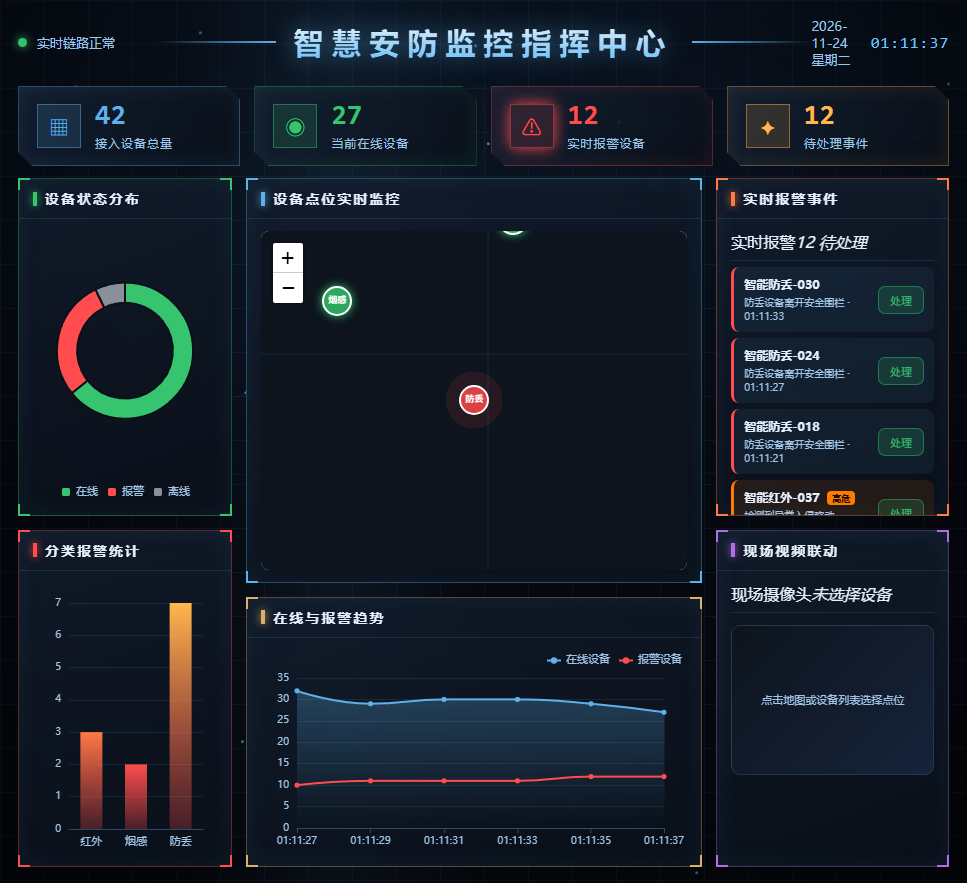 实时链路正常
智慧安防监控指挥中心
2026-
11-24
星期二
01:11:37
42
接入设备总量
27
当前在线设备
12
实时报警设备
12
待处理事件
设备状态分布
在线 报警 离线
设备点位实时监控
+
−
烟感
防丢
实时报警事件
实时报警12 待处理
智能防丢-030
防丢设备离开安全围栏 ·
01:11:33
处理
智能防丢-024
防丢设备离开安全围栏 ·
01:11:27
处理
智能防丢-018
防丢设备离开安全围栏 ·
01:11:21
处理
智能红外-037 高危
处理
分类报警统计
7
6
5
4
3
2
1
0
红外 烟感 防丢
在线与报警趋势
在线设备 报警设备
35
30
25
20
15
10
5
0
01:11:27 01:11:29 01:11:31 01:11:33 01:11:35 01:11:37
现场视频联动
现场摄像头未选择设备
点击地图或设备列表选择点位